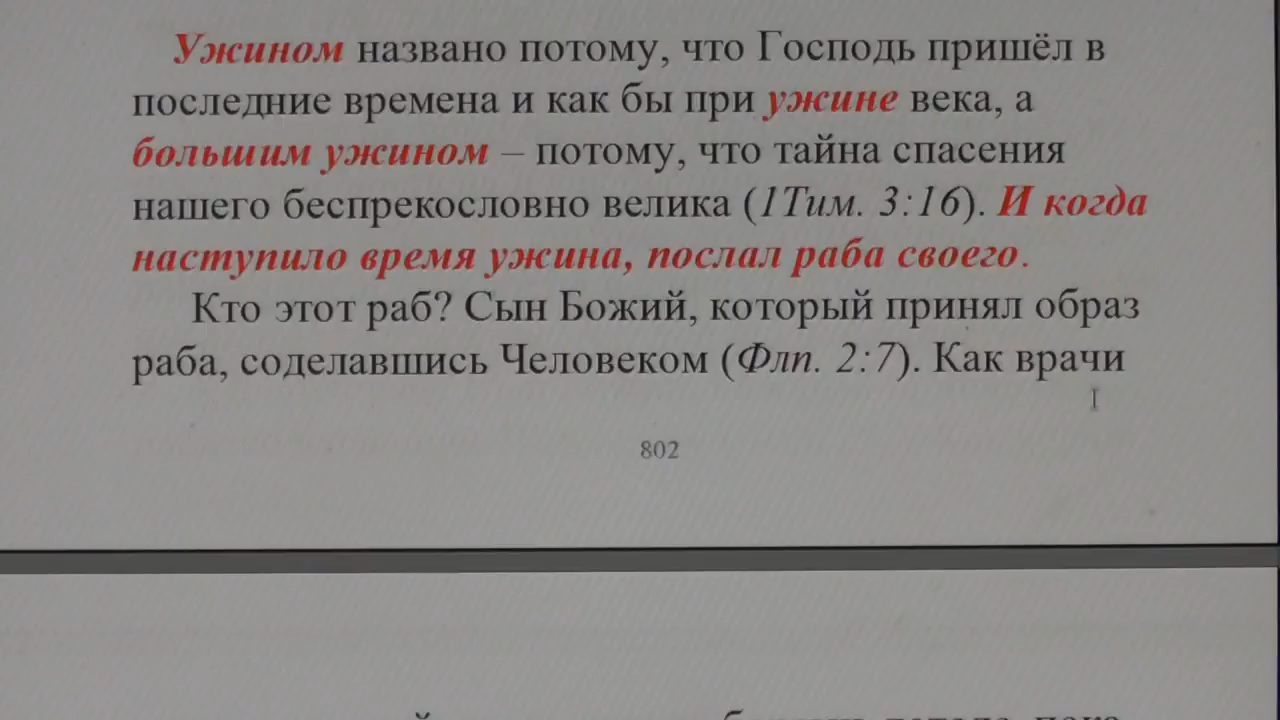 Ужином названо потому, что Господь пришёл в
последние времена и как бы при ужине века, а
большим ужином – потому, что тайна спасения
нашего беспрекословно велика (1Тим. 3:16). И когда
наступило время ужина, послал раба своего.
Кто этот раб? Сын Божий, который принял образ
раба, соделавшись Человеком (Флп. 2:7). Как врачи
802